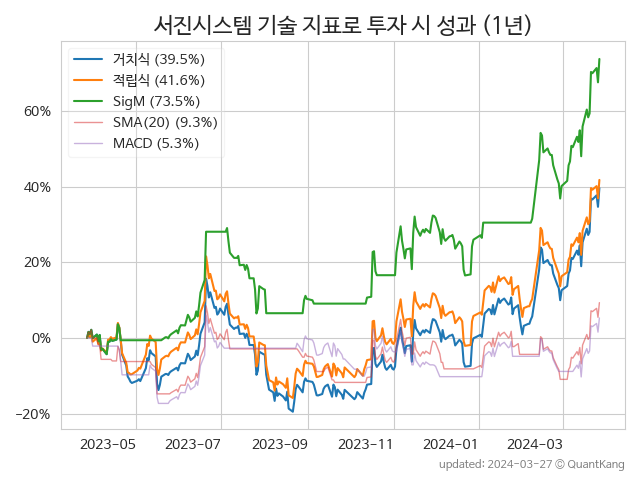 서진시스템 기술 지표로 투자 시 성과 (1년)
거치식 (39.5%)
적립식 (41.6%)
SigM (73.5%)
SMA(20) (9.3%)
MACD (5.3%)
60%
40%
20%
0%
−20%
2023-05 2023-07 2023-09 2023-11 2024-01 2024-03
updated: 2024-03-27 © QuantKang